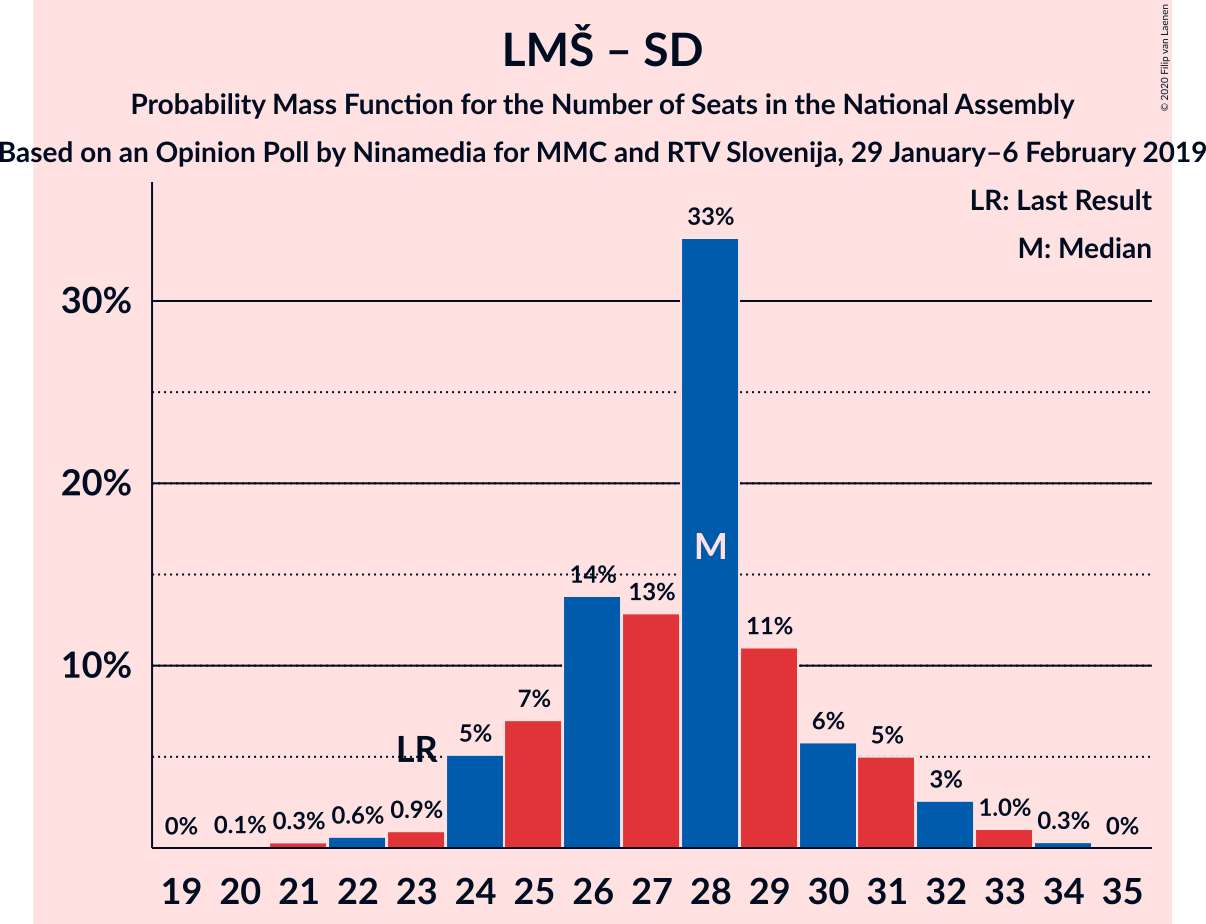 LMŠ – SD
Probability Mass Function for the Number of Seats in the National Assembly
Based on an Opinion Poll by Ninamedia for MMC and RTV Slovenija, 29 January–6 February 2019
© 2020 Filip van Laenen
LR: Last Result
M: Median
30%
20%
10%
0%
0.1%
0.3%
0.6%
0.9%
LR
5%
7%
14%
13%
33%
M
11%
6%
5%
3%
1.0%
0.3%
0%
19 20 21 22 23 24 25 26 27 28 29 30 31 32 33 34 35